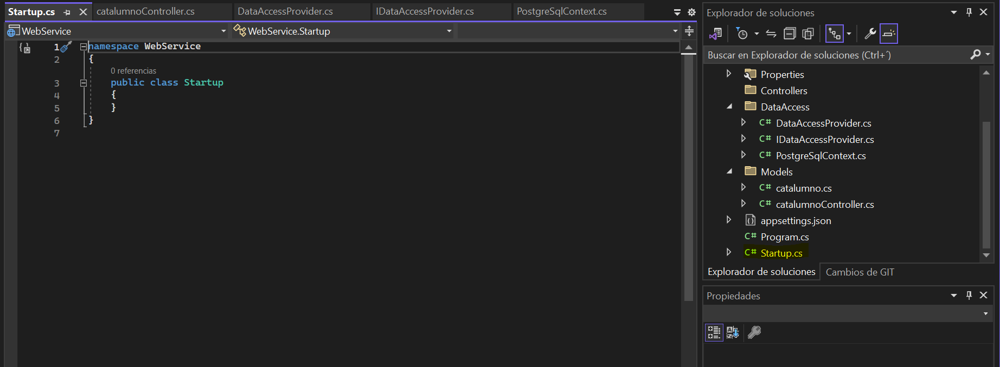 Startup.cs
catalumnoController.cs
DataAccessProvider.cs
IDataAccessProvider.cs
PostgreSqlContext.cs
WebService
WebService.Startup
1 namespace WebService
2 {
0 referencias
3 public class Startup
4 {
5 }
6 }
7
Explorador de soluciones
Buscar en Explorador de soluciones (Ctrl+´)
Properties
Controllers
DataAccess
C# DataAccessProvider.cs
C# IDataAccessProvider.cs
C# PostgreSqlContext.cs
Models
C# catalumno.cs
C# catalumnoController.cs
appsettings.json
C# Program.cs
C# Startup.cs
Explorador de soluciones Cambios de GIT
Propiedades